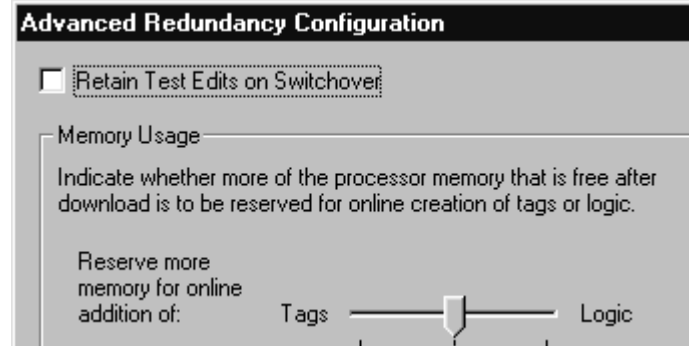 Advanced Redundancy Configuration
Retain Test Edits on Switchover
Memory Usage
Indicate whether more of the processor memory that is free after
download is to be reserved for online creation of tags or logic.
Reserve more
memory for online
addition of:
Tags
Logic